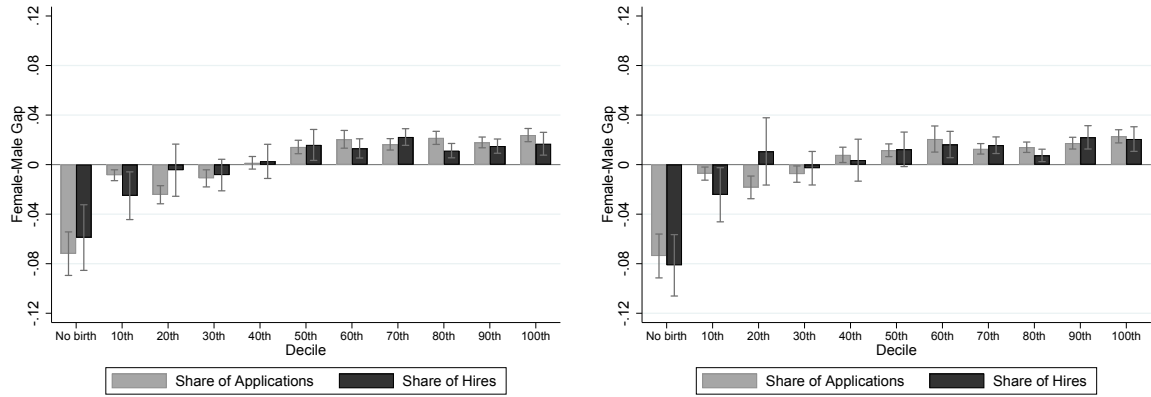 Female-Male Gap
.12
.08
.04
0
-.04
-.08
-.12
No birth 10th 20th 30th 40th 50th 60th 70th 80th 90th 100th
Decile
Share of Applications Share of Hires
Female-Male Gap
.12
.08
.04
0
-.04
-.08
-.12
No birth 10th 20th 30th 40th 50th 60th 70th 80th 90th 100th
Decile
Share of Applications Share of Hires